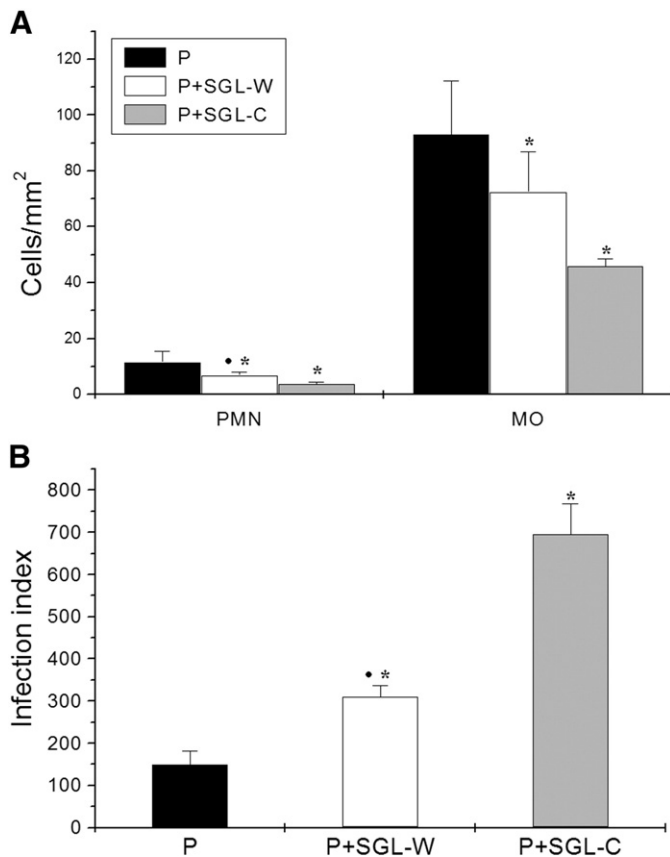 A
P
P+SGL-W
P+SGL-C
Cells/mm²
120
100
80
60
40
20
0
• *
*
*
*
PMN
MO
B
Infection index
800
700
600
500
400
300
200
100
0
• *
*
P
P+SGL-W
P+SGL-C